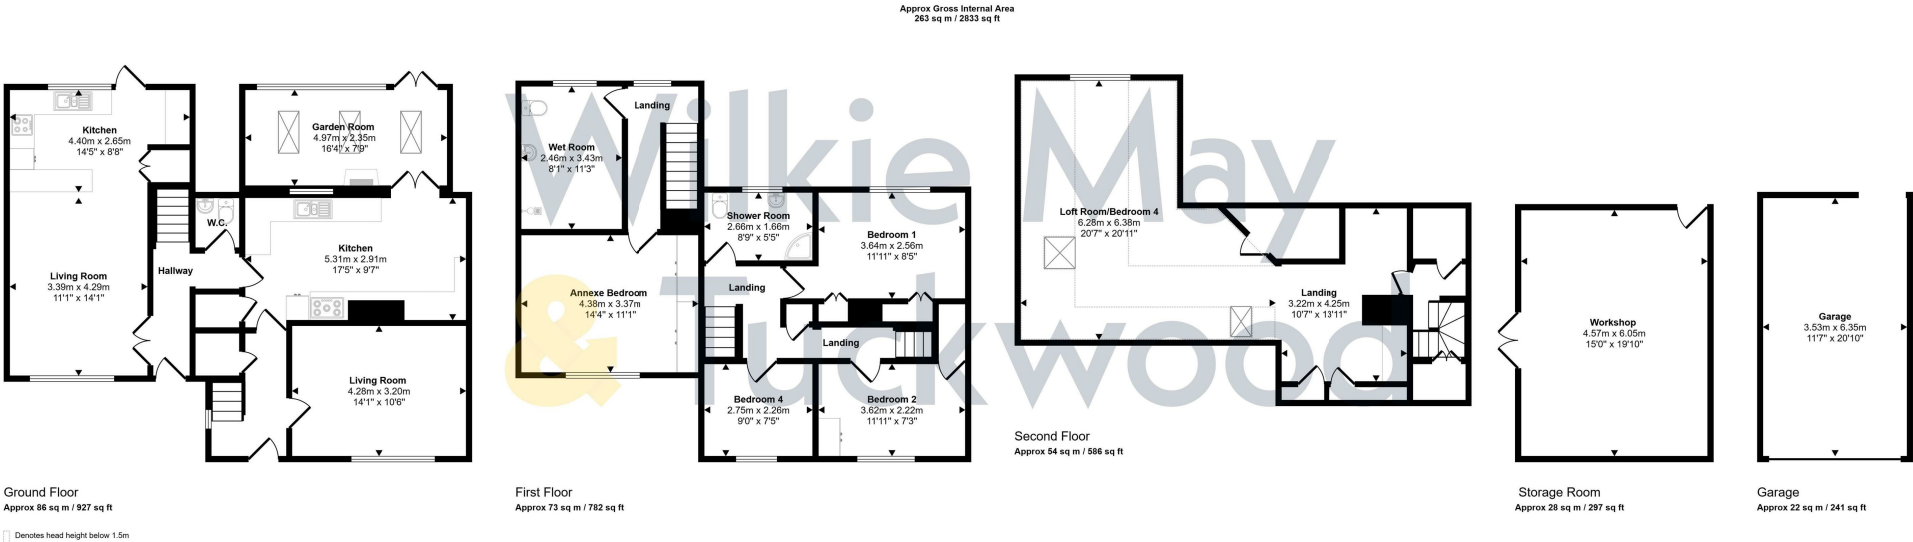 Approx Gross Internal Area
263 sq m / 2833 sq ft
Kitchen
4.40m x 2.65m
14'5" x 8'8"
Garden Room
4.97m x 2.35m
16'4" x 7'9"
W.C.
Kitchen
5.31m x 2.91m
17'5" x 9'7"
Hallway
Living Room
3.39m x 4.29m
11'1" x 14'1"
Living Room
4.28m x 3.20m
14'1" x 10'6"
Ground Floor
Approx 86 sq m / 927 sq ft
Denotes head height below 1.5m
Landing
Wet Room
2.46m x 3.43m
8'1" x 11'3"
Shower Room
2.66m x 1.66m
8'9" x 5'5"
Bedroom 1
3.64m x 2.56m
11'11" x 8'5"
Annexe Bedroom
4.38m x 3.37m
14'4" x 11'1"
Landing
Landing
Bedroom 4
2.75m x 2.26m
9'0" x 7'5"
Bedroom 2
3.62m x 2.22m
11'11" x 7'3"
First Floor
Approx 73 sq m / 782 sq ft
Loft Room/Bedroom 4
6.28m x 6.38m
20'7" x 20'11"
Landing
3.22m x 4.25m
10'7" x 13'11"
Second Floor
Approx 54 sq m / 586 sq ft
Workshop
4.57m x 6.05m
15'0" x 19'10"
Storage Room
Approx 28 sq m / 297 sq ft
Garage
3.53m x 6.35m
11'7" x 20'10"
Garage
Approx 22 sq m / 241 sq ft
Wilkie May
& Tuckwood